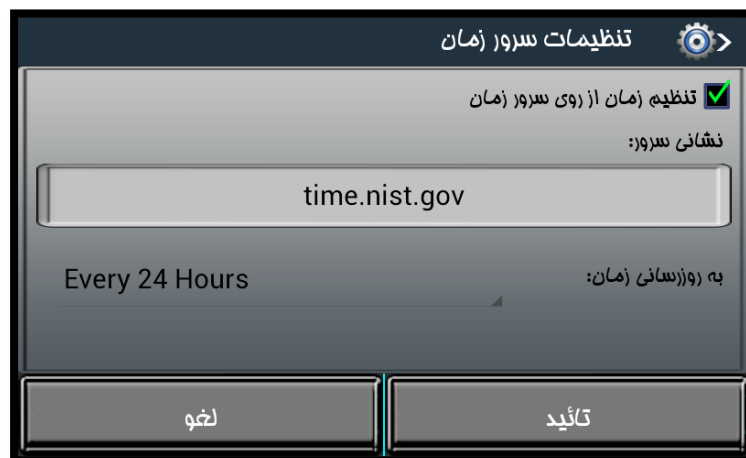 تنظیمات سرور زمان
تنظیم زمان از روی سرور زمان
نشانی سرور:
time.nist.gov
به روزرسانی زمان: Every 24 Hours
تائید لغو